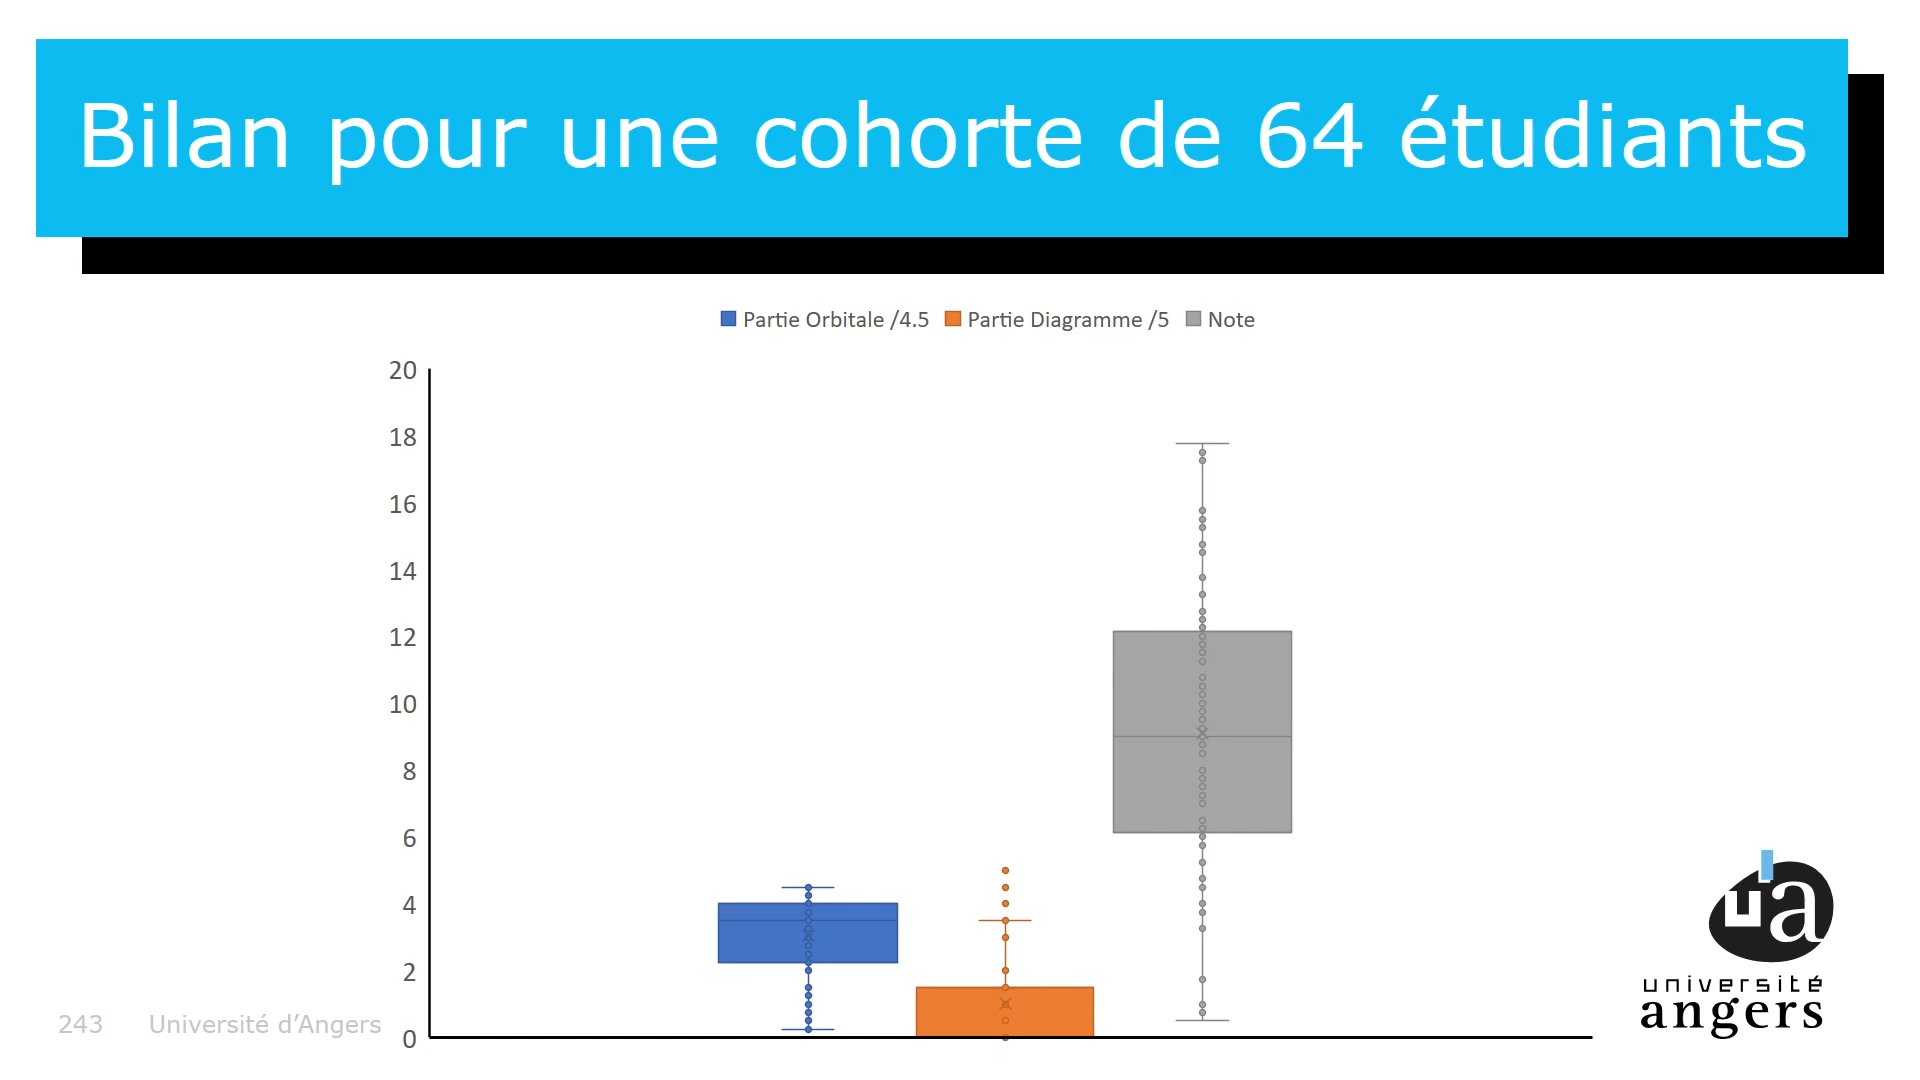 Bilan pour une cohorte de 64 étudiants
Partie Orbitale /4.5 Partie Diagramme /5 Note
20
18
16
14
12
10
8
6
4
2
0
243 Université d’Angers
ua
université
angers